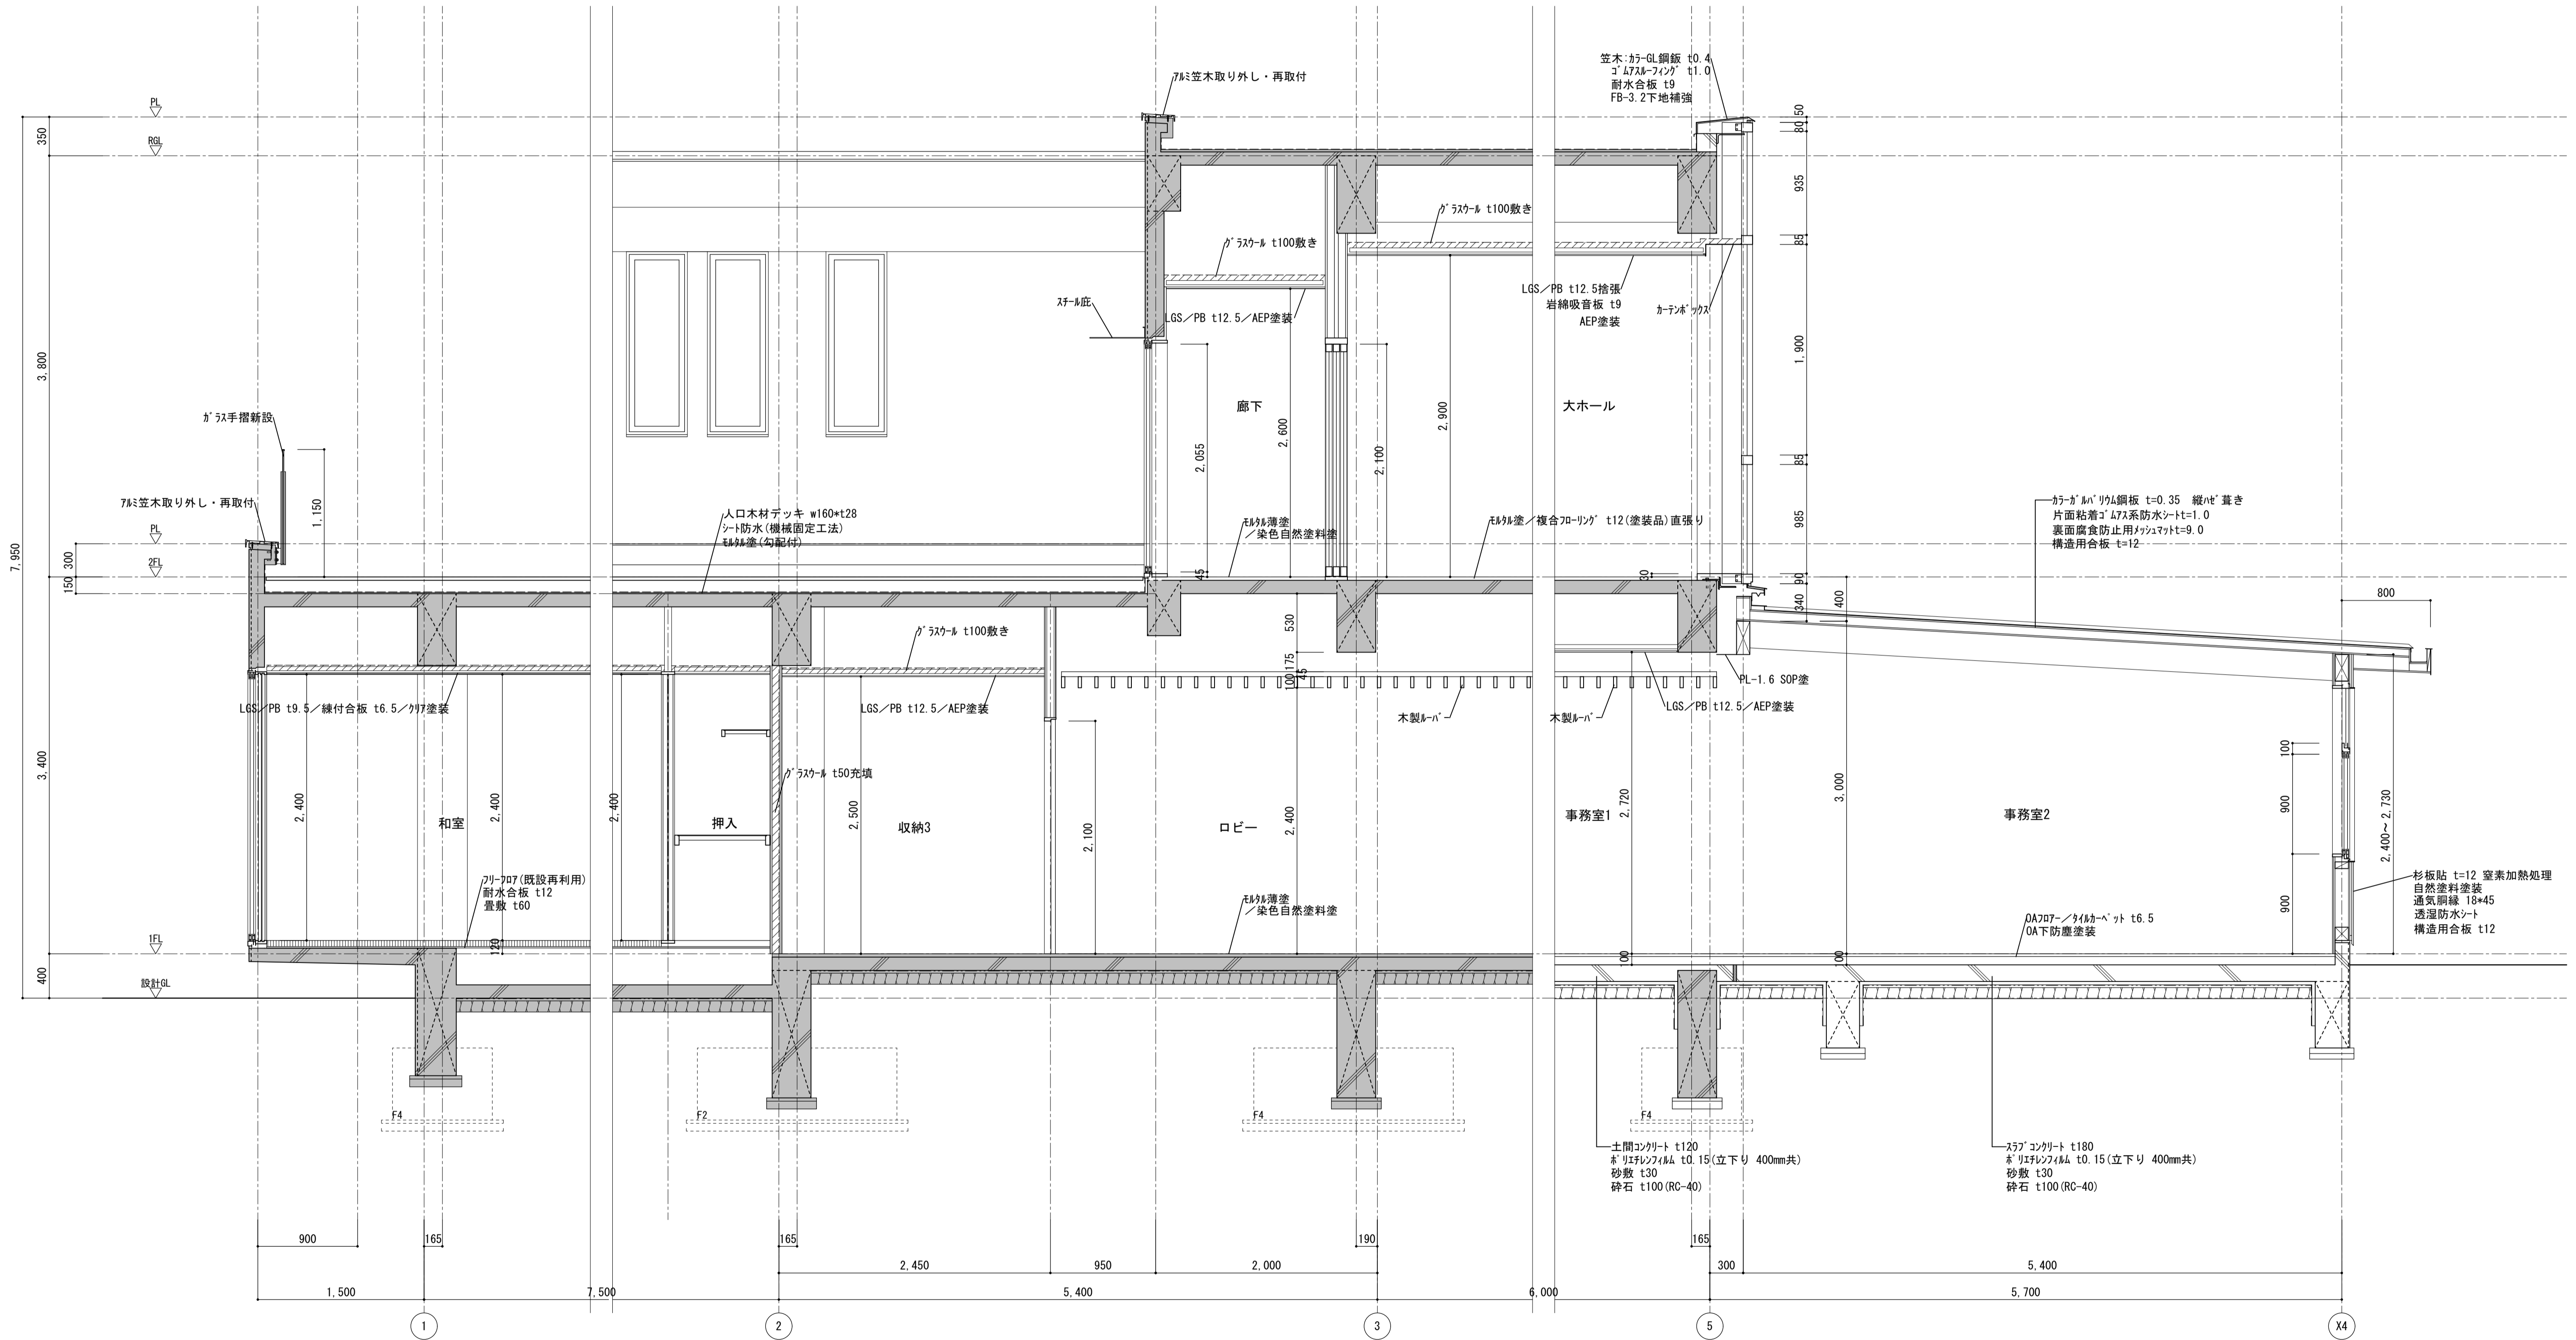 笠木:ｶﾗｰGL鋼鈑 t0.4
ｺﾞﾑｱｽﾙｰﾌｨﾝｸﾞ t1.0
耐水合板 t9
FB-3.2下地補強
ｱﾙﾐ笠木取り外し・再取付
PL
RGL
350
50
80
935
85
ｸﾞﾗｽｳｰﾙ t100敷き
ｸﾞﾗｽｳｰﾙ t100敷き
LGS／PB t12.5捨張
岩綿吸音板 t9
AEP塗装
ｶｰﾃﾝﾎﾞｯｸｽ
ｽﾁｰﾙ庇
LGS／PB t12.5／AEP塗装
3,800
1,900
廊下
大ホール
2,055
2,600
2,100
2,900
ｶﾞﾗｽ手摺新設
1,150
85
985
ｱﾙﾐ笠木取り外し・再取付
人口木材デッキ w160*t28
ｼｰﾄ防水(機械固定工法)
ﾓﾙﾀﾙ塗(勾配付)
ﾓﾙﾀﾙ薄塗
／染色自然塗料塗
ﾓﾙﾀﾙ塗／複合ﾌﾛｰﾘﾝｸﾞ t12(塗装品)直張り
ｶﾗｰｶﾞﾙﾊﾞﾘｳﾑ鋼板 t=0.35 縦ﾊｾﾞ葺き
片面粘着ｺﾞﾑｱｽ系防水ｼｰﾄt=1.0
裏面腐食防止用ﾒｯｼｭﾏｯﾄt=9.0
構造用合板 t=12
7,950
PL
300
2FL
150
45
30
90
340
400
800
530
175
45
100
ｸﾞﾗｽｳｰﾙ t100敷き
LGS／PB t9.5／練付合板 t6.5／ｸﾘｱ塗装
LGS／PB t12.5／AEP塗装
木製ﾙｰﾊﾞｰ
木製ﾙｰﾊﾞｰ
PL-1.6 SOP塗
LGS／PB t12.5／AEP塗装
ｸﾞﾗｽｳｰﾙ t50充填
3,400
2,400
和室
2,400
2,400
押入
2,500
収納3
2,100
ロビー
2,400
事務室1
2,720
3,000
事務室2
100
900
900
2,400～2,730
ﾌﾘｰﾌﾛｱ(既設再利用)
耐水合板 t12
畳敷 t60
ﾓﾙﾀﾙ薄塗
／染色自然塗料塗
OAﾌﾛｱｰ／ﾀｲﾙｶｰﾍﾟｯﾄ t6.5
OA下防塵塗装
杉板貼 t=12 窒素加熱処理
自然塗料塗装
通気胴縁 18*45
透湿防水ｼｰﾄ
構造用合板 t12
1FL
120
100
100
400
設計GL
F4
F2
F4
F4
土間ｺﾝｸﾘｰﾄ t120
ﾎﾟﾘｴﾁﾚﾝﾌｨﾙﾑ t0.15(立下り 400mm共)
砂敷 t30
砕石 t100(RC-40)
ｽﾗﾌﾞｺﾝｸﾘｰﾄ t180
ﾎﾟﾘｴﾁﾚﾝﾌｨﾙﾑ t0.15(立下り 400mm共)
砂敷 t30
砕石 t100(RC-40)
900
165
165
190
165
2,450
950
2,000
300
5,400
1,500
7,500
5,400
6,000
5,700
1
2
3
5
X4